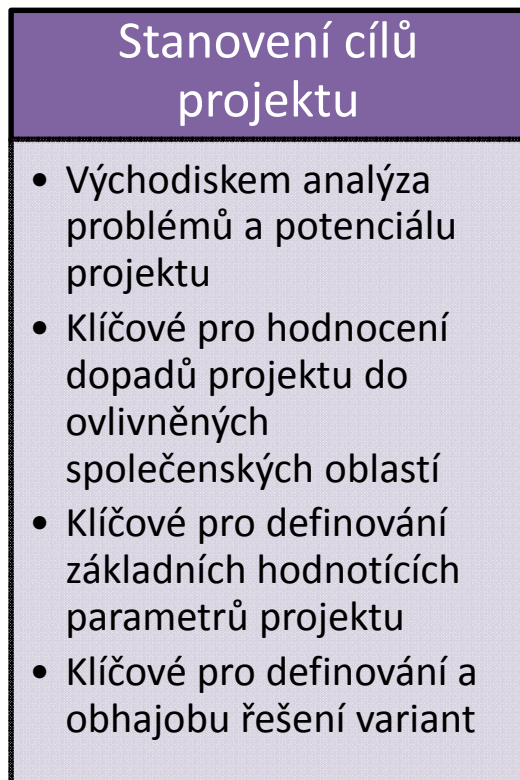 Stanovení cílů
projektu
• Východiskem analýza
problémů a potenciálu
projektu
• Klíčové pro hodnocení
dopadů projektu do
ovlivněných
společenských oblastí
• Klíčové pro definování
základních hodnotících
parametrů projektu
• Klíčové pro definování a
obhajobu řešení variant